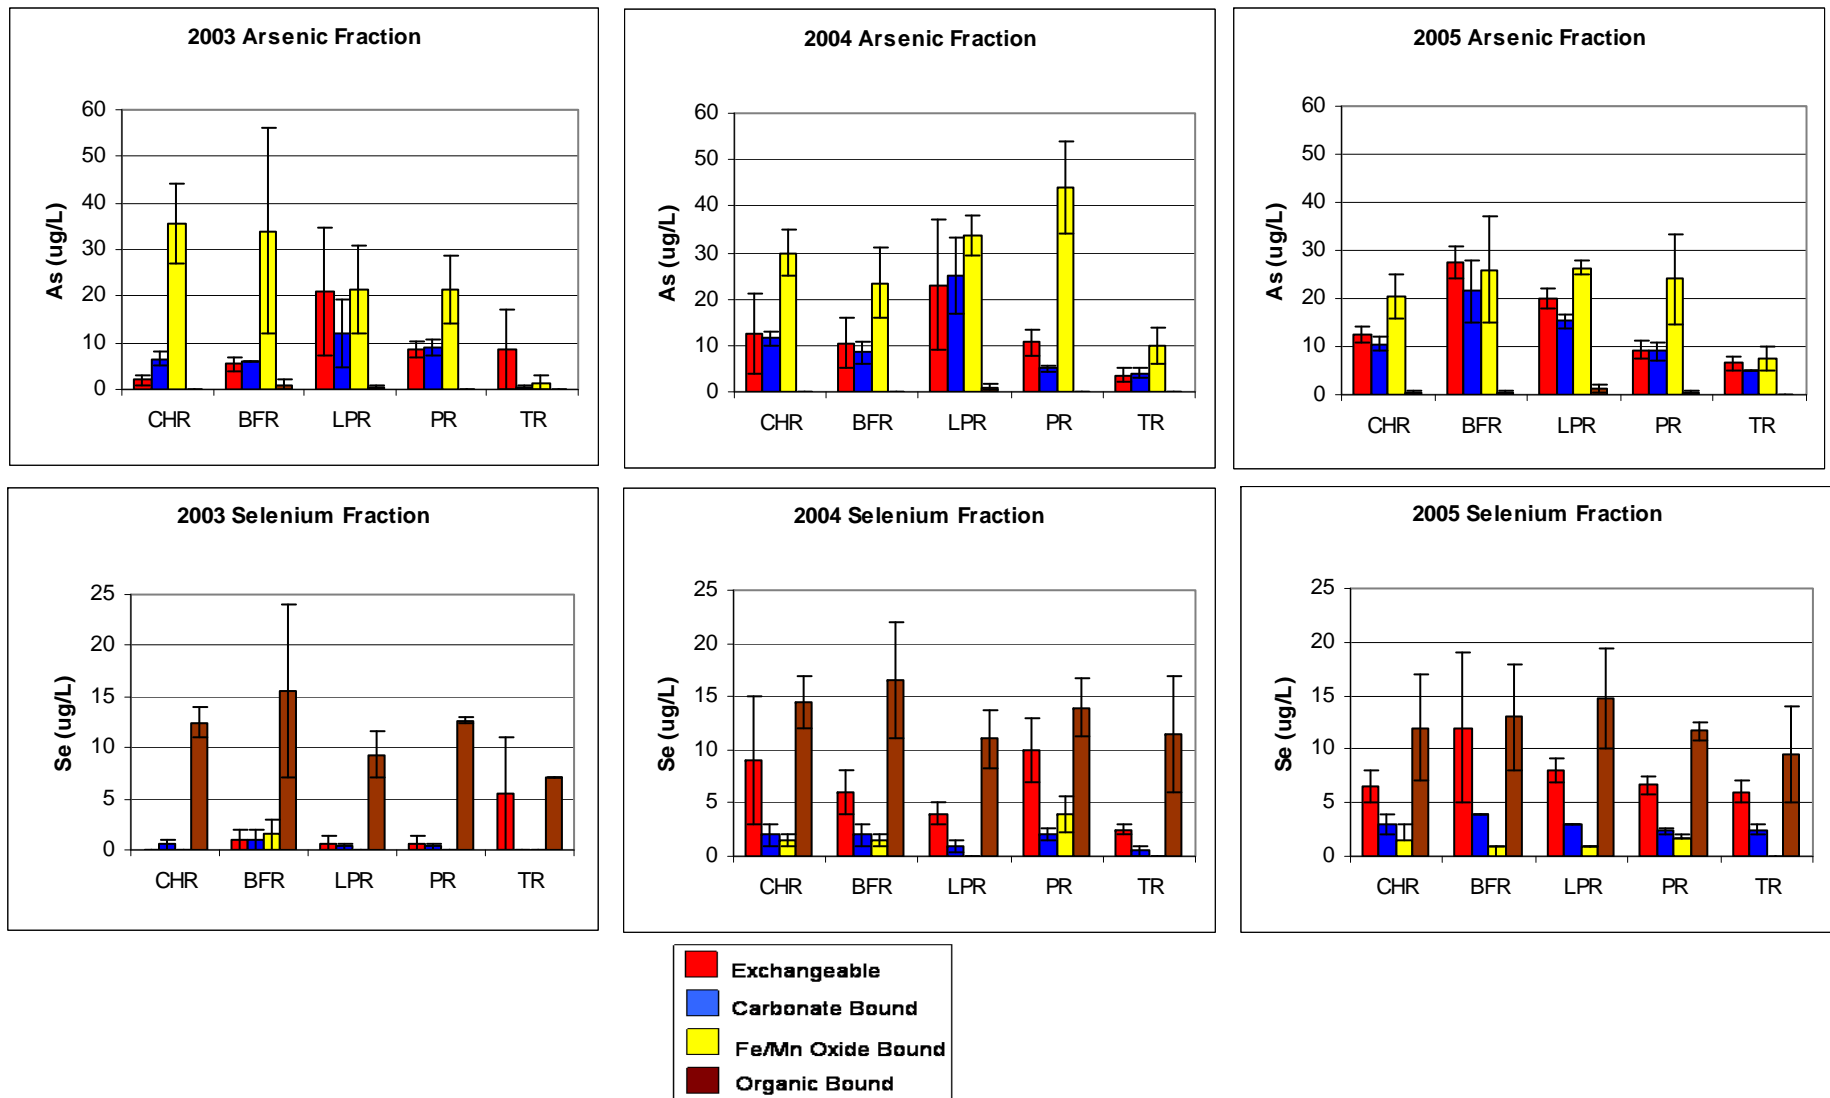 2003 Arsenic Fraction
60
50
40
30
20
10
0
As (ug/L)
CHR BFR LPR PR TR
2004 Arsenic Fraction
60
50
40
30
20
10
0
As (ug/L)
CHR BFR LPR PR TR
2005 Arsenic Fraction
60
50
40
30
20
10
0
As (ug/L)
CHR BFR LPR PR TR
2003 Selenium Fraction
25
20
15
10
5
0
Se (ug/L)
CHR BFR LPR PR TR
2004 Selenium Fraction
25
20
15
10
5
0
Se (ug/L)
CHR BFR LPR PR TR
2005 Selenium Fraction
25
20
15
10
5
0
Se (ug/L)
CHR BFR LPR PR TR
Exchangeable
Carbonate Bound
Fe/Mn Oxide Bound
Organic Bound